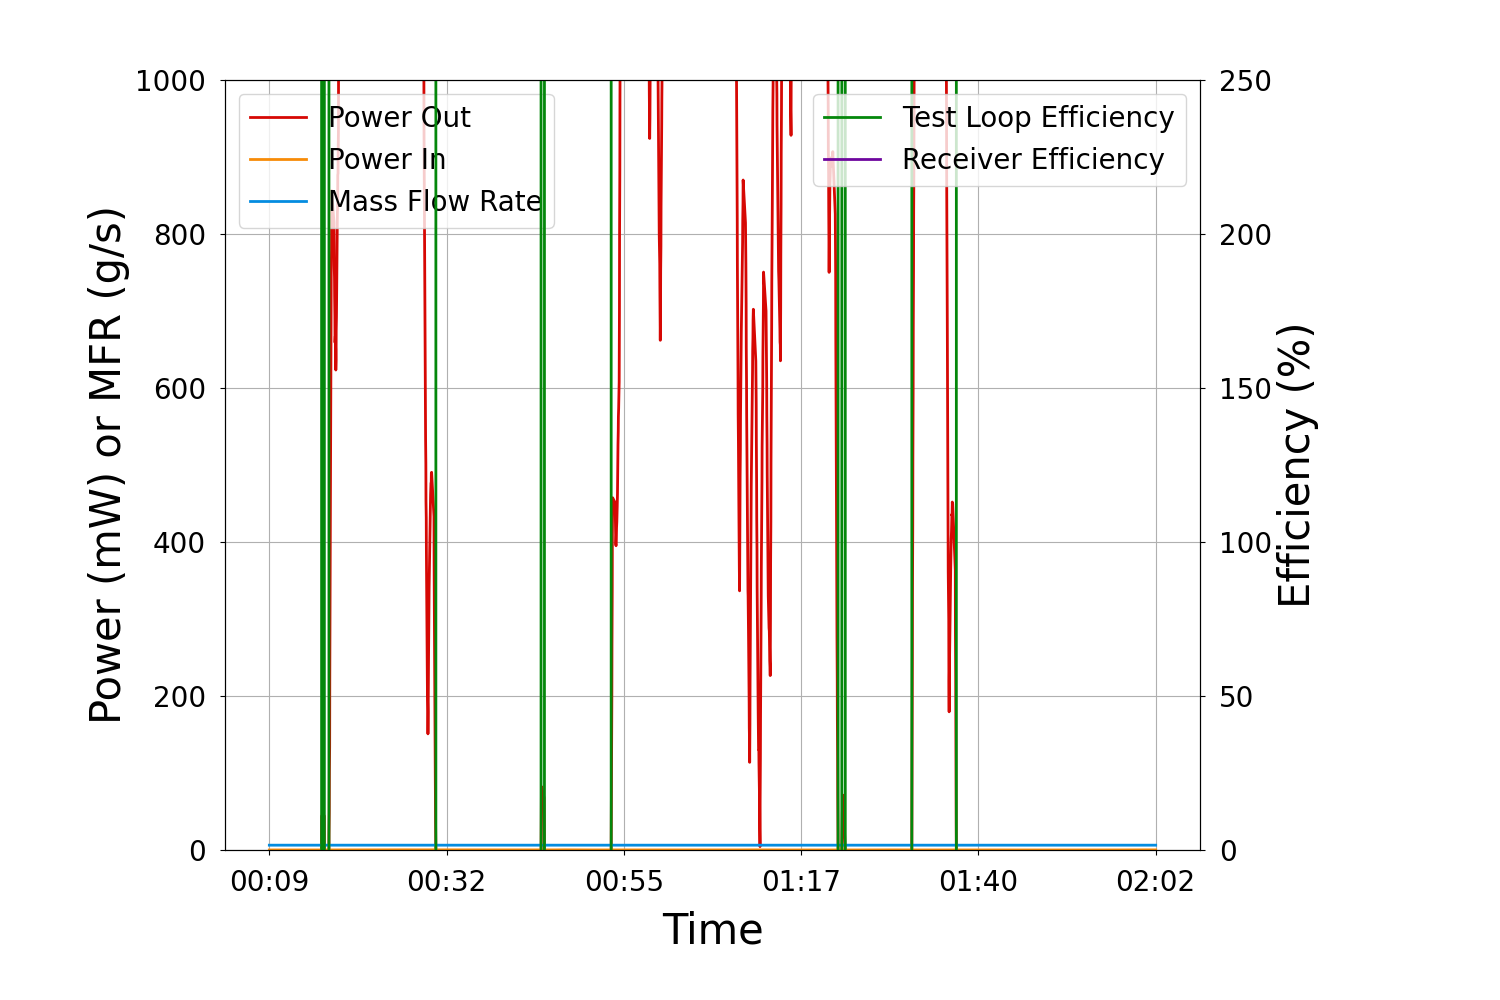 1000
800
600
400
200
0
Power (mW) or MFR (g/s)
Power Out
Power In
Mass Flow Rate
Test Loop Efficiency
Receiver Efficiency
250
200
150
100
50
0
Efficiency (%)
00:09 00:32 00:55 01:17 01:40 02:02
Time